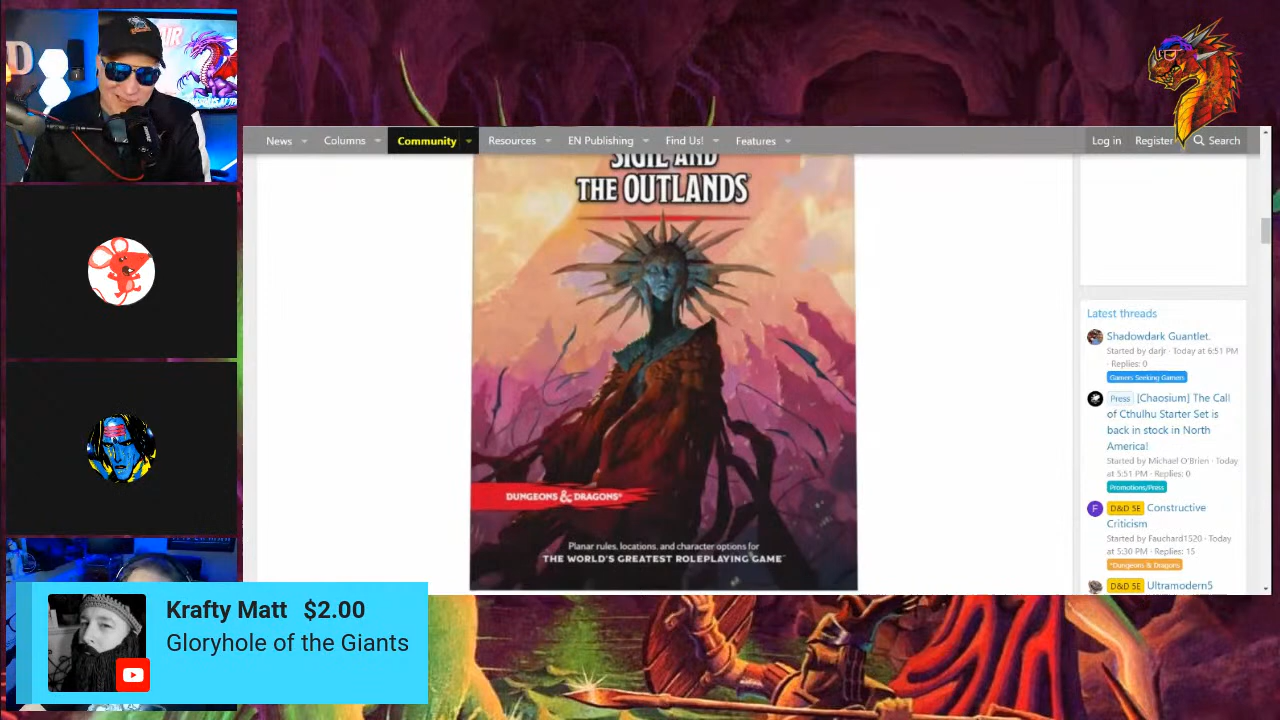 News Columns Community Resources EN Publishing Find Us! Features Log in Register Search
SIGIL AND
THE OUTLANDS
DUNGEONS & DRAGONS®
Planar rules, locations, and character options for
THE WORLD'S GREATEST ROLEPLAYING GAME™
Latest threads
Shadowdark Guantlet.
Started by darjr · Today at 6:51 PM
· Replies: 0
Gamers Seeking Gamers
Press [Chaosium] The Call
of Cthulhu Starter Set is
back in stock in North
America!
Started by Michael O'Brien · Today
at 5:51 PM · Replies: 0
Promotions/Press
F D&D 5E Constructive
Criticism
Started by Fauchard1520 · Today
at 5:30 PM · Replies: 15
*Dungeons & Dragons
D&D 5E Ultramodern5
Krafty Matt $2.00
Gloryhole of the Giants